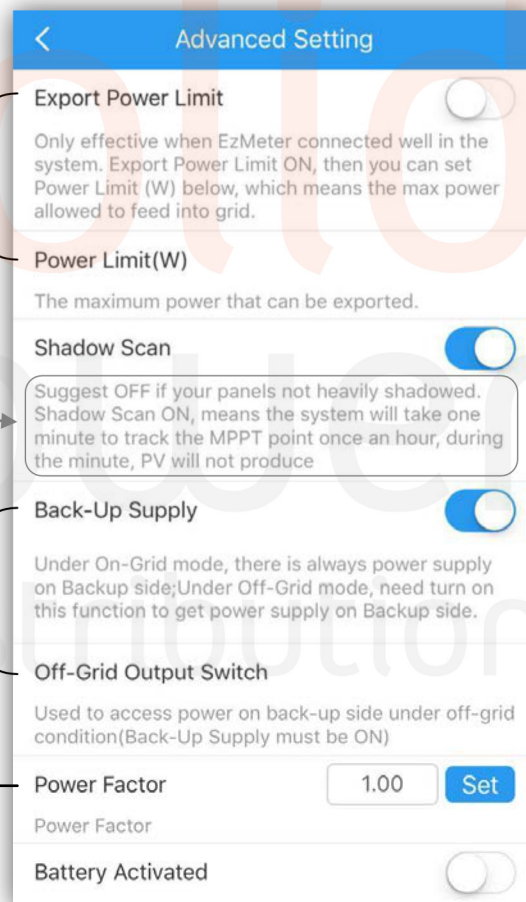 Advanced Setting
Export Power Limit
Only effective when EzMeter connected well in the
system. Export Power Limit ON, then you can set
Power Limit (W) below, which means the max power
allowed to feed into grid.
Power Limit(W)
The maximum power that can be exported.
Shadow Scan
Suggest OFF if your panels not heavily shadowed.
Shadow Scan ON, means the system will take one
minute to track the MPPT point once an hour, during
the minute, PV will not produce
Back-Up Supply
Under On-Grid mode, there is always power supply
on Backup side;Under Off-Grid mode, need turn on
this function to get power supply on Backup side.
Off-Grid Output Switch
Used to access power on back-up side under off-grid
condition(Back-Up Supply must be ON)
Power Factor 1.00 Set
Power Factor
Battery Activated